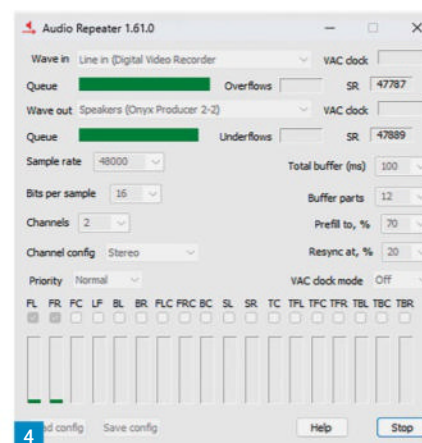 Audio Repeater 1.61.0
Wave in Line in (Digital Video Recorder VAC clock
Queue Overflows SR 47787
Wave out Speakers (Onyx Producer 2-2) VAC clock
Queue Underflows SR 47889
Sample rate 48000 Total buffer (ms) 100
Bits per sample 16 Buffer parts 12
Channels 2 Prefill to, % 70
Channel config Stereo Resync at, % 20
Priority Normal VAC clock mode Off
FL FR FC LF BL BR FLC FRC BC SL SR TC TFL TFC TFR TBL TBC TBR
4 ad config Save config Help Stop